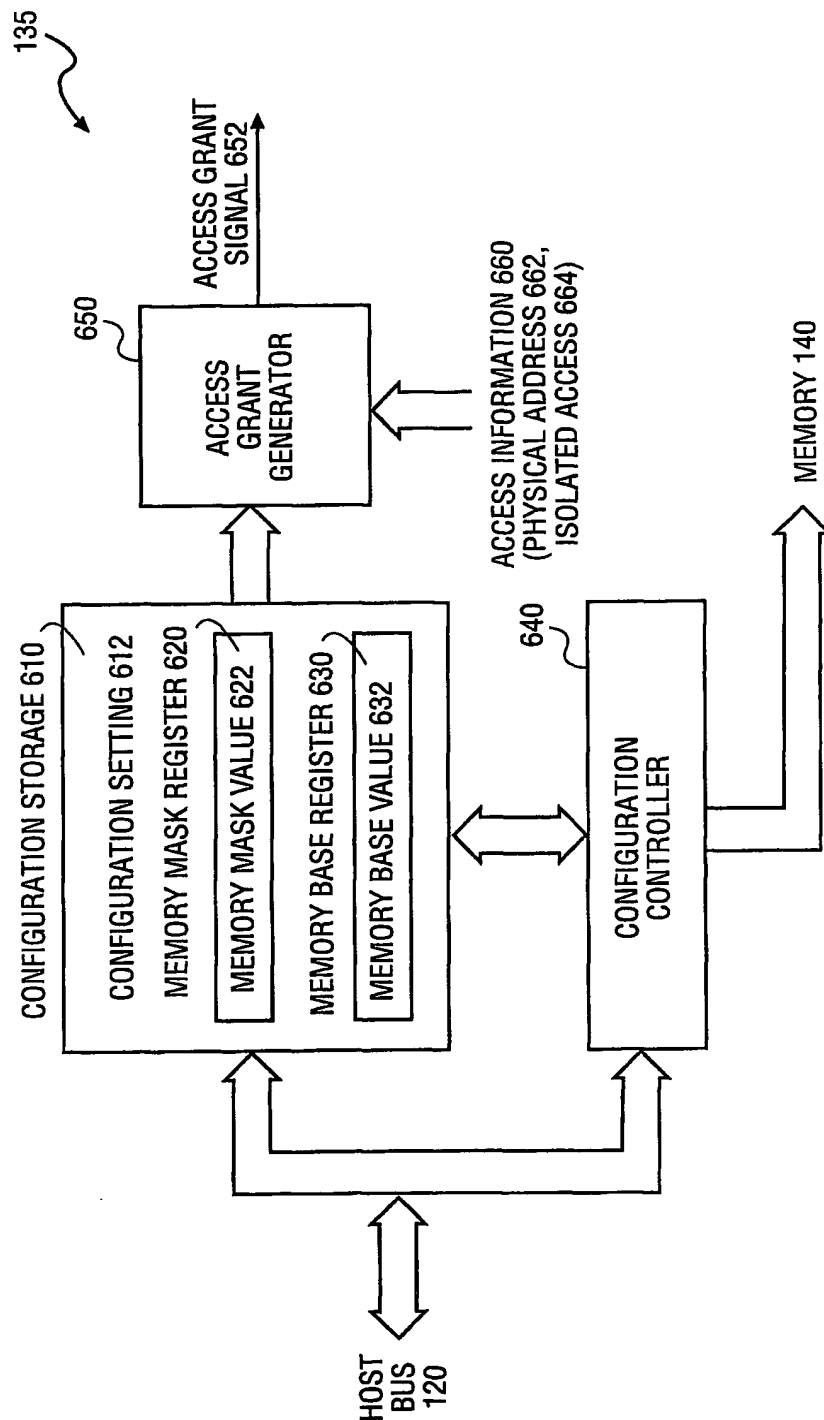 135
CONFIGURATION STORAGE 610
CONFIGURATION SETTING 612
MEMORY MASK REGISTER 620
MEMORY MASK VALUE 622
MEMORY BASE REGISTER 630
MEMORY BASE VALUE 632
650
ACCESS
GRANT
GENERATOR
ACCESS GRANT
SIGNAL 652
ACCESS INFORMATION 660
(PHYSICAL ADDRESS 662,
ISOLATED ACCESS 664)
HOST
BUS
120
640
CONFIGURATION
CONTROLLER
MEMORY 140